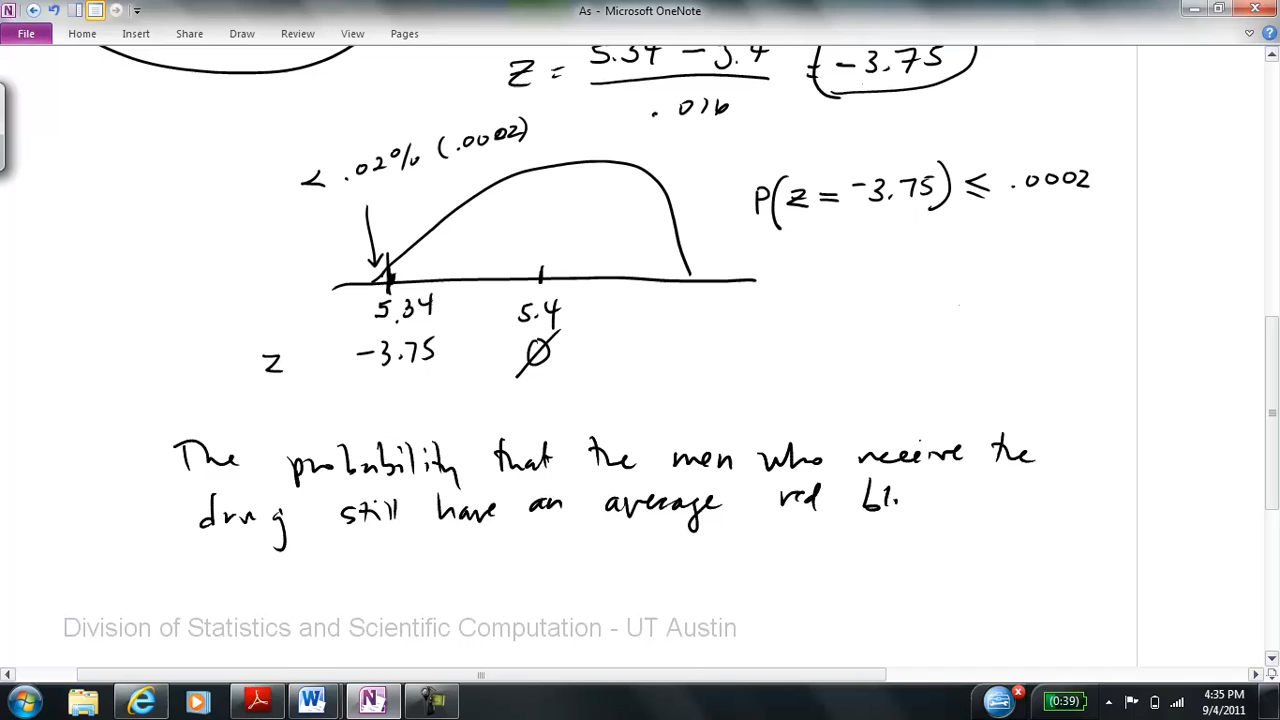 As - Microsoft OneNote
File Home Insert Share Draw Review View Pages
5.34 - 5.4
Z = = -3.75
.016
< .02% (.0002)
P(Z = -3.75) ≤ .0002
5.34 5.4
Z -3.75 0
The probability that the men who receive the
drug still have an average red bl
Division of Statistics and Scientific Computation - UT Austin
(0:39)
4:35 PM
9/4/2011